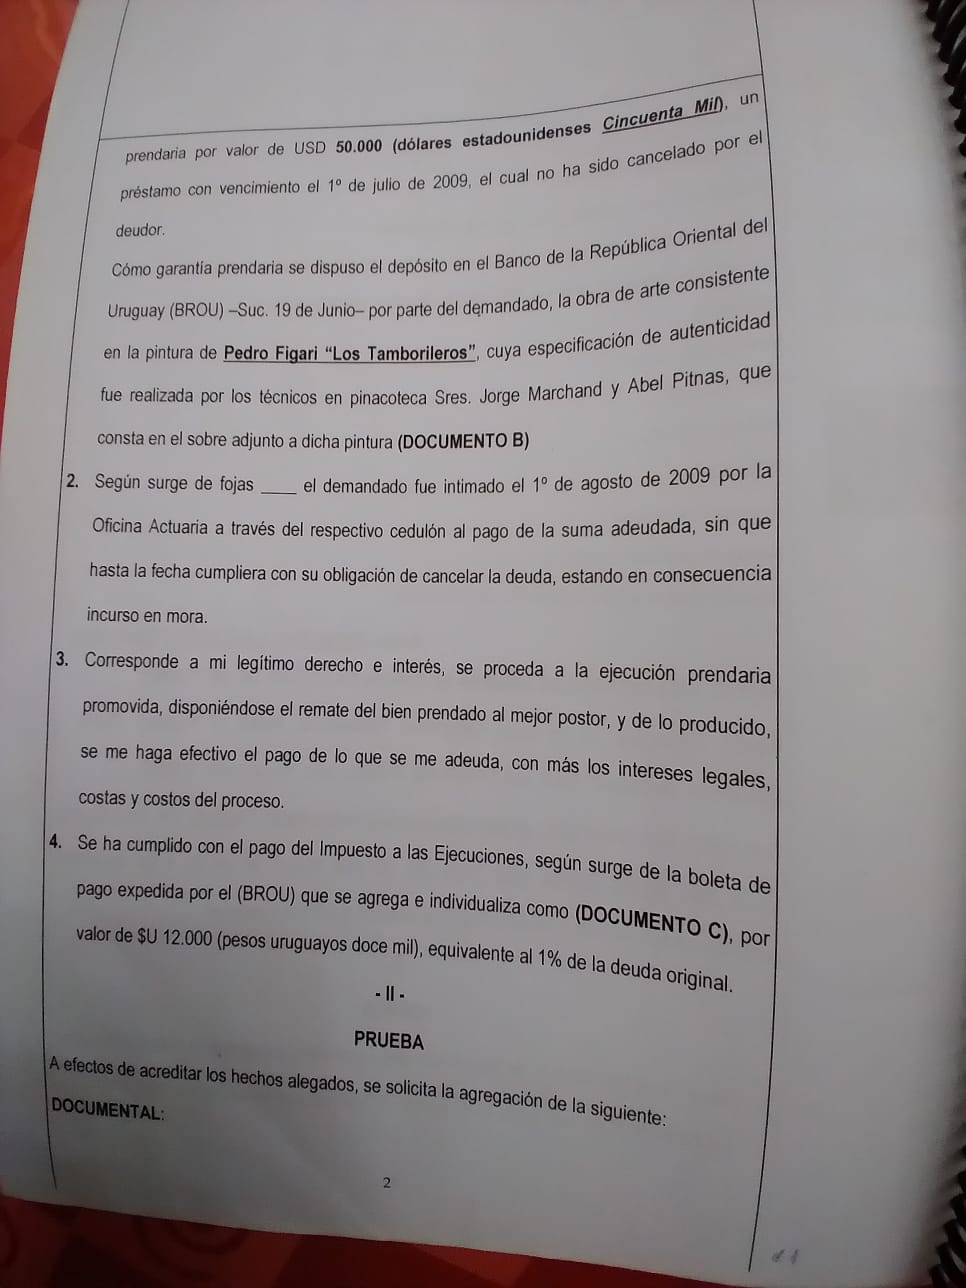 prendaria por valor de USD 50.000 (dólares estadounidenses Cincuenta Mil), un
préstamo con vencimiento el 1º de julio de 2009, el cual no ha sido cancelado por el
deudor.
Cómo garantía prendaria se dispuso el depósito en el Banco de la República Oriental del
Uruguay (BROU) –Suc. 19 de Junio– por parte del demandado, la obra de arte consistente
en la pintura de Pedro Figari “Los Tamborileros”, cuya especificación de autenticidad
fue realizada por los técnicos en pinacoteca Sres. Jorge Marchand y Abel Pitnas, que
consta en el sobre adjunto a dicha pintura (DOCUMENTO B)
2. Según surge de fojas ____ el demandado fue intimado el 1º de agosto de 2009 por la
Oficina Actuaria a través del respectivo cedulón al pago de la suma adeudada, sin que
hasta la fecha cumpliera con su obligación de cancelar la deuda, estando en consecuencia
incurso en mora.
3. Corresponde a mi legítimo derecho e interés, se proceda a la ejecución prendaria
promovida, disponiéndose el remate del bien prendado al mejor postor, y de lo producido,
se me haga efectivo el pago de lo que se me adeuda, con más los intereses legales,
costas y costos del proceso.
4. Se ha cumplido con el pago del Impuesto a las Ejecuciones, según surge de la boleta de
pago expedida por el (BROU) que se agrega e individualiza como (DOCUMENTO C), por
valor de $U 12.000 (pesos uruguayos doce mil), equivalente al 1% de la deuda original.
- II -
PRUEBA
A efectos de acreditar los hechos alegados, se solicita la agregación de la siguiente:
DOCUMENTAL:
2